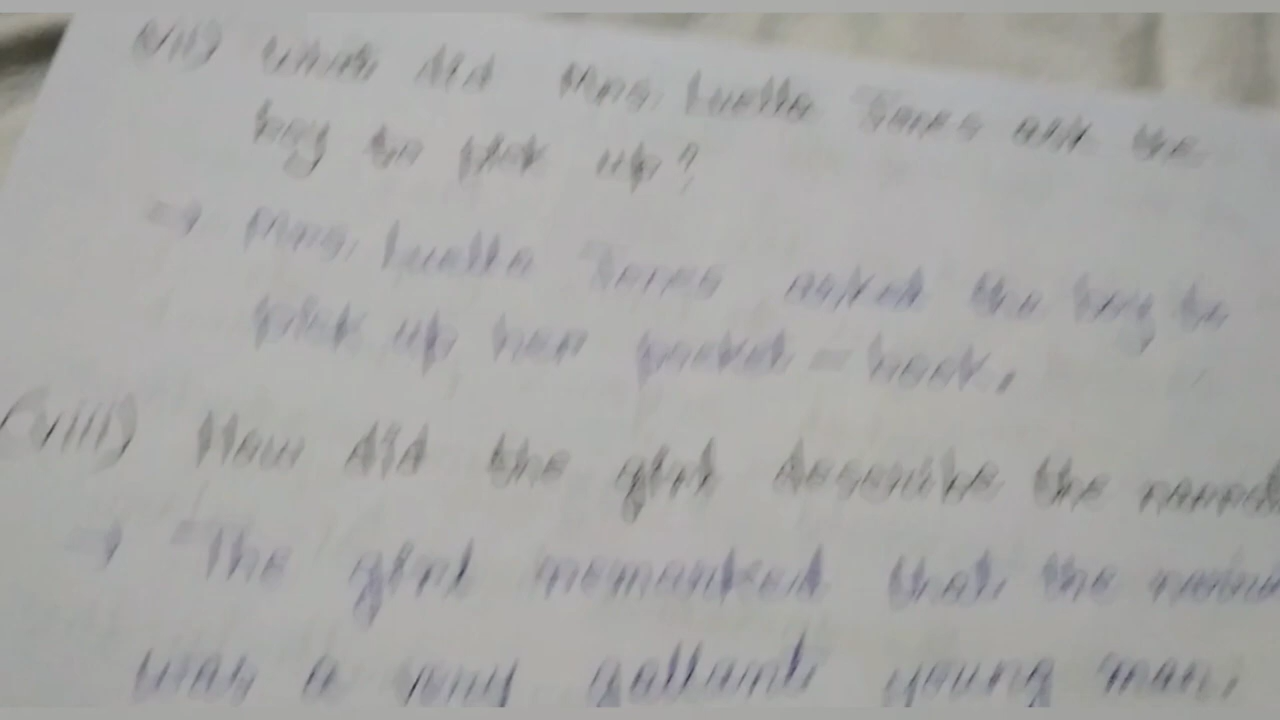 (vii) What did Mrs. Luella Jones ask the
boy to pick up?
→ Mrs. Luella Jones asked the boy to
pick up her pocket-book.
(viii) How did the girl describe the
→ The girl remarked that the
was a very gallant young man.